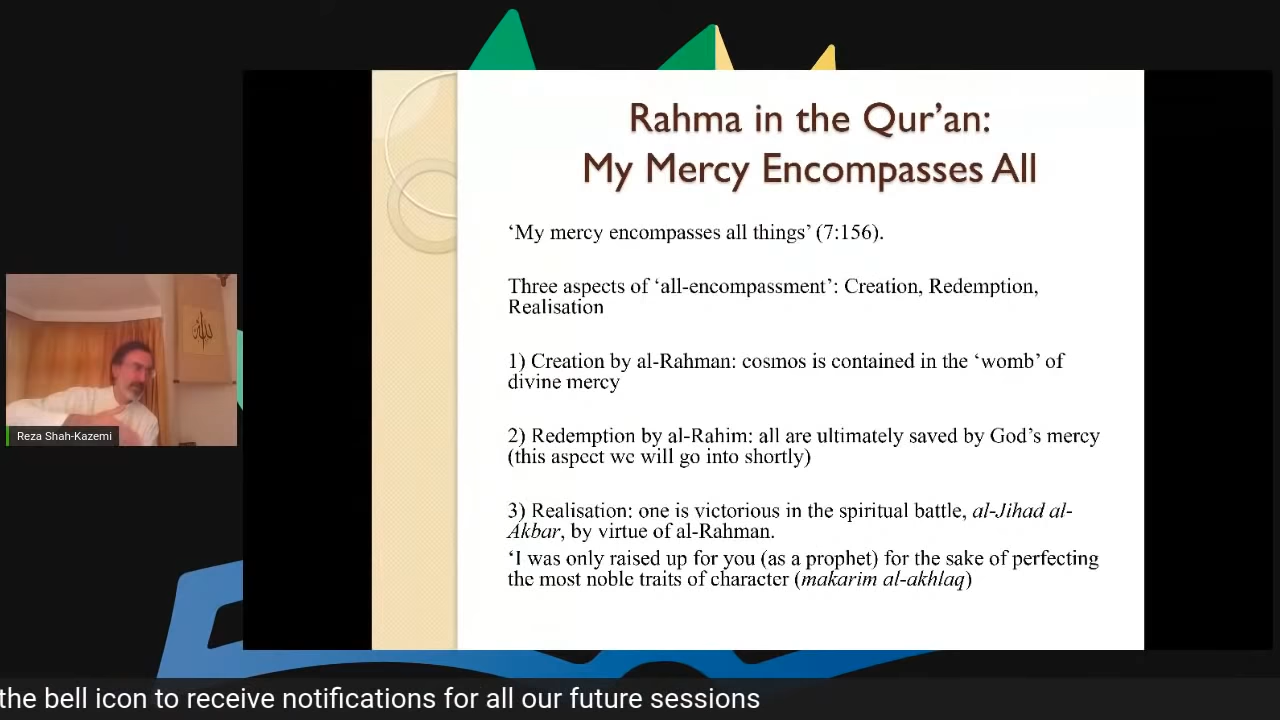 Rahma in the Qur’an:
My Mercy Encompasses All
‘My mercy encompasses all things’ (7:156).
Three aspects of ‘all-encompassment’: Creation, Redemption,
Realisation
1) Creation by al-Rahman: cosmos is contained in the ‘womb’ of
divine mercy
2) Redemption by al-Rahim: all are ultimately saved by God’s mercy
(this aspect we will go into shortly)
3) Realisation: one is victorious in the spiritual battle, al-Jihad al-
Akbar, by virtue of al-Rahman.
‘I was only raised up for you (as a prophet) for the sake of perfecting
the most noble traits of character (makarim al-akhlaq)
الله
Reza Shah-Kazemi
the bell icon to receive notifications for all our future sessions